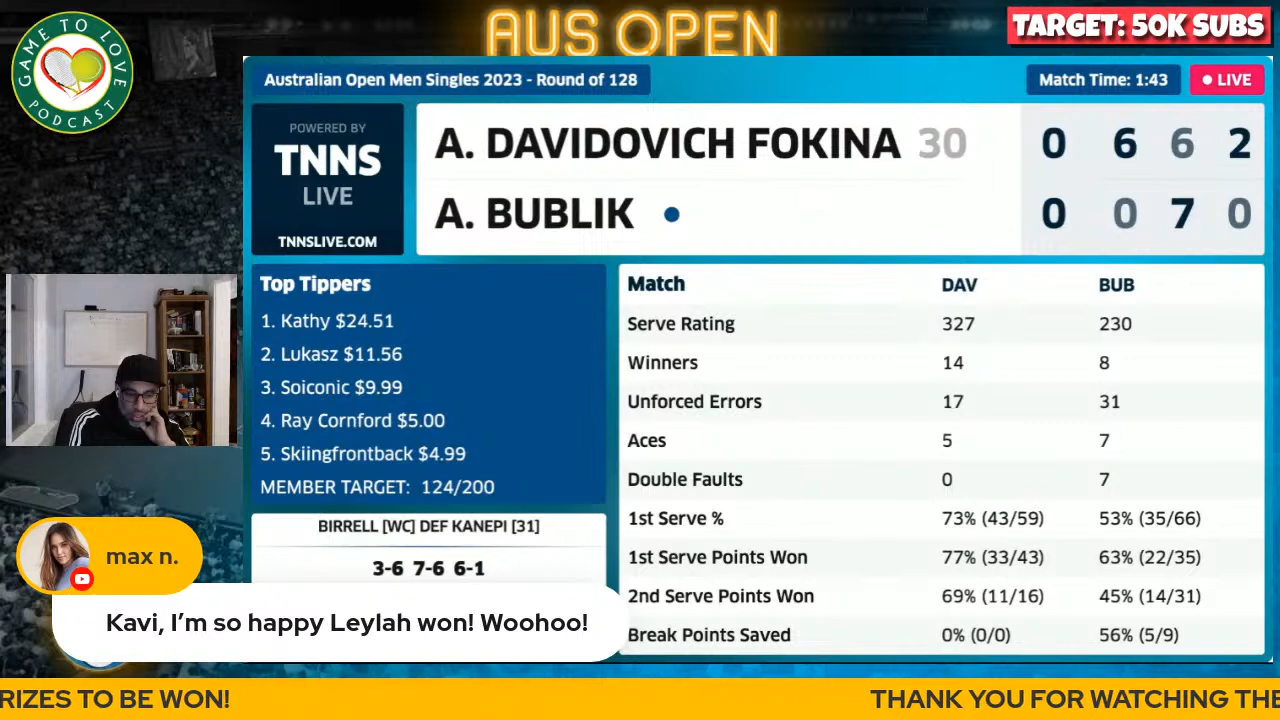 AUS OPEN
TARGET: 50K SUBS
GAME TO LOVE
PODCAST
Australian Open Men Singles 2023 - Round of 128
Match Time: 1:43
LIVE
POWERED BY
TNNS
LIVE
TNNSLIVE.COM
A. DAVIDOVICH FOKINA 30 0 6 6 2
A. BUBLIK 0 0 7 0
Top Tippers
1. Kathy $24.51
2. Lukasz $11.56
3. Soiconic $9.99
4. Ray Cornford $5.00
5. Skiingfrontback $4.99
MEMBER TARGET: 124/200
BIRRELL [WC] DEF KANEPI [31]
3-6 7-6 6-1
Match DAV BUB
Serve Rating 327 230
Winners 14 8
Unforced Errors 17 31
Aces 5 7
Double Faults 0 7
1st Serve % 73% (43/59) 53% (35/66)
1st Serve Points Won 77% (33/43) 63% (22/35)
2nd Serve Points Won 69% (11/16) 45% (14/31)
Break Points Saved 0% (0/0) 56% (5/9)
max n.
Kavi, I'm so happy Leylah won! Woohoo!
RIZES TO BE WON!
THANK YOU FOR WATCHING THE